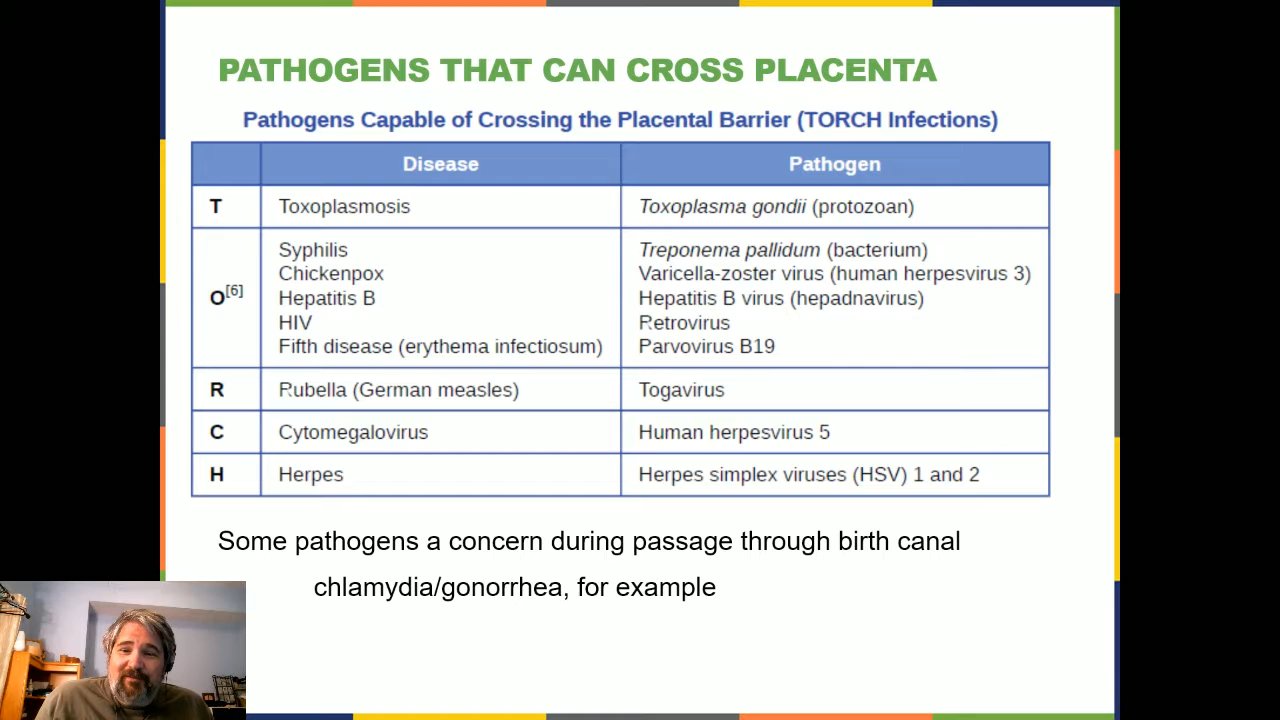 PATHOGENS THAT CAN CROSS PLACENTA
Pathogens Capable of Crossing the Placental Barrier (TORCH Infections)
Disease Pathogen
T Toxoplasmosis Toxoplasma gondii (protozoan)
O[6] Syphilis Treponema pallidum (bacterium)
Chickenpox Varicella-zoster virus (human herpesvirus 3)
Hepatitis B Hepatitis B virus (hepadnavirus)
HIV Retrovirus
Fifth disease (erythema infectiosum) Parvovirus B19
R Rubella (German measles) Togavirus
C Cytomegalovirus Human herpesvirus 5
H Herpes Herpes simplex viruses (HSV) 1 and 2
Some pathogens a concern during passage through birth canal
chlamydia/gonorrhea, for example